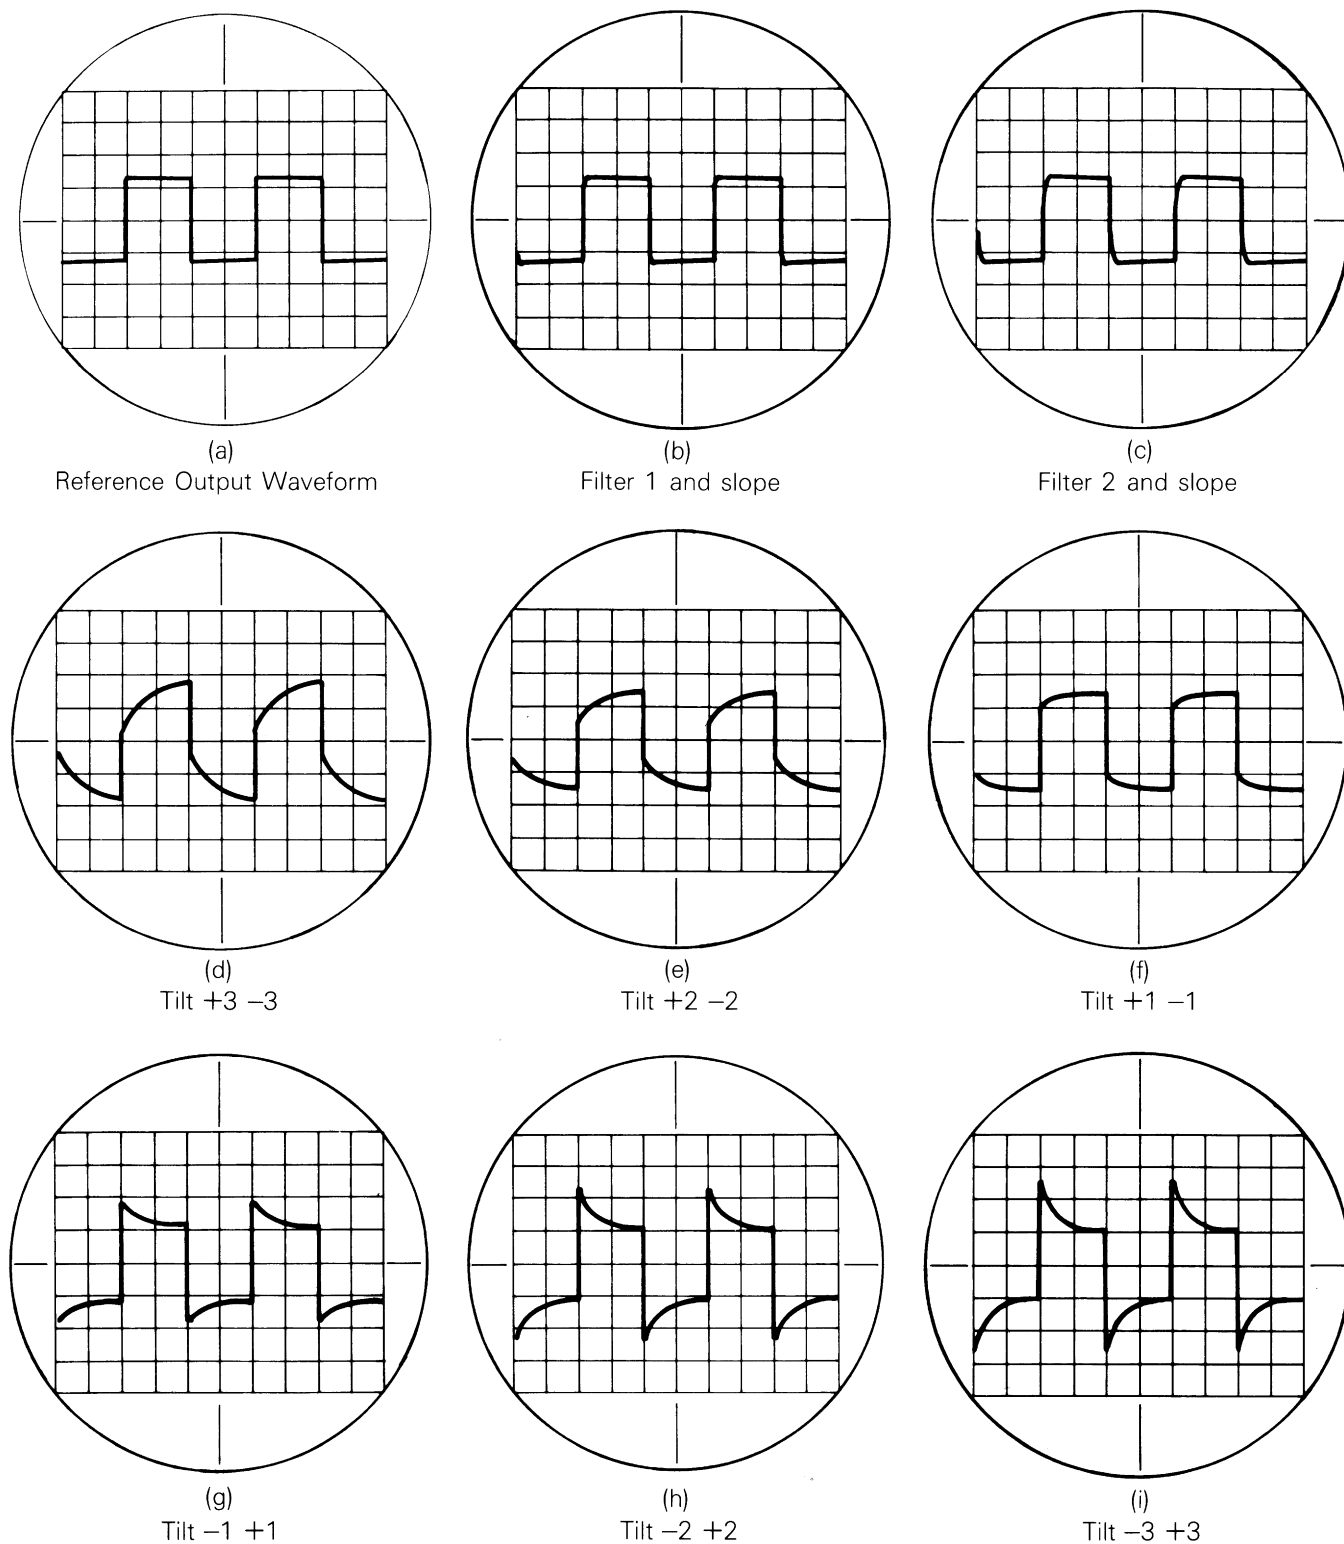 (a)
Reference Output Waveform
(b)
Filter 1 and slope
(c)
Filter 2 and slope
(d)
Tilt +3 –3
(e)
Tilt +2 –2
(f)
Tilt +1 –1
(g)
Tilt –1 +1
(h)
Tilt –2 +2
(i)
Tilt –3 +3